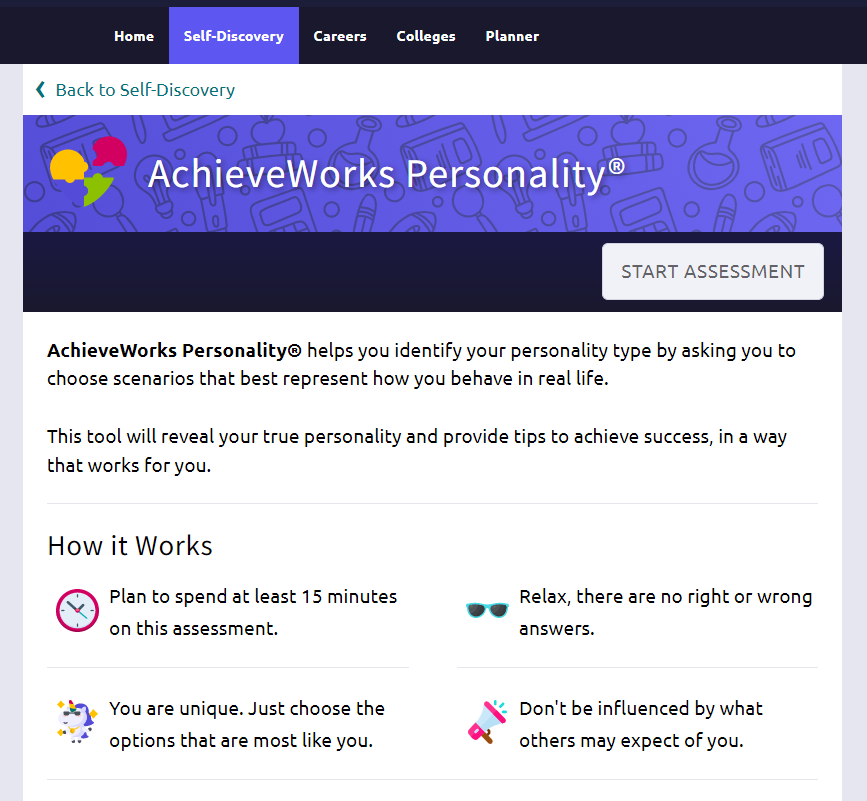 Home Self-Discovery Careers Colleges Planner
❮ Back to Self-Discovery
AchieveWorks Personality®
START ASSESSMENT
AchieveWorks Personality® helps you identify your personality type by asking you to
choose scenarios that best represent how you behave in real life.
This tool will reveal your true personality and provide tips to achieve success, in a way
that works for you.
How it Works
Plan to spend at least 15 minutes
on this assessment.
Relax, there are no right or wrong
answers.
You are unique. Just choose the
options that are most like you.
Don't be influenced by what
others may expect of you.